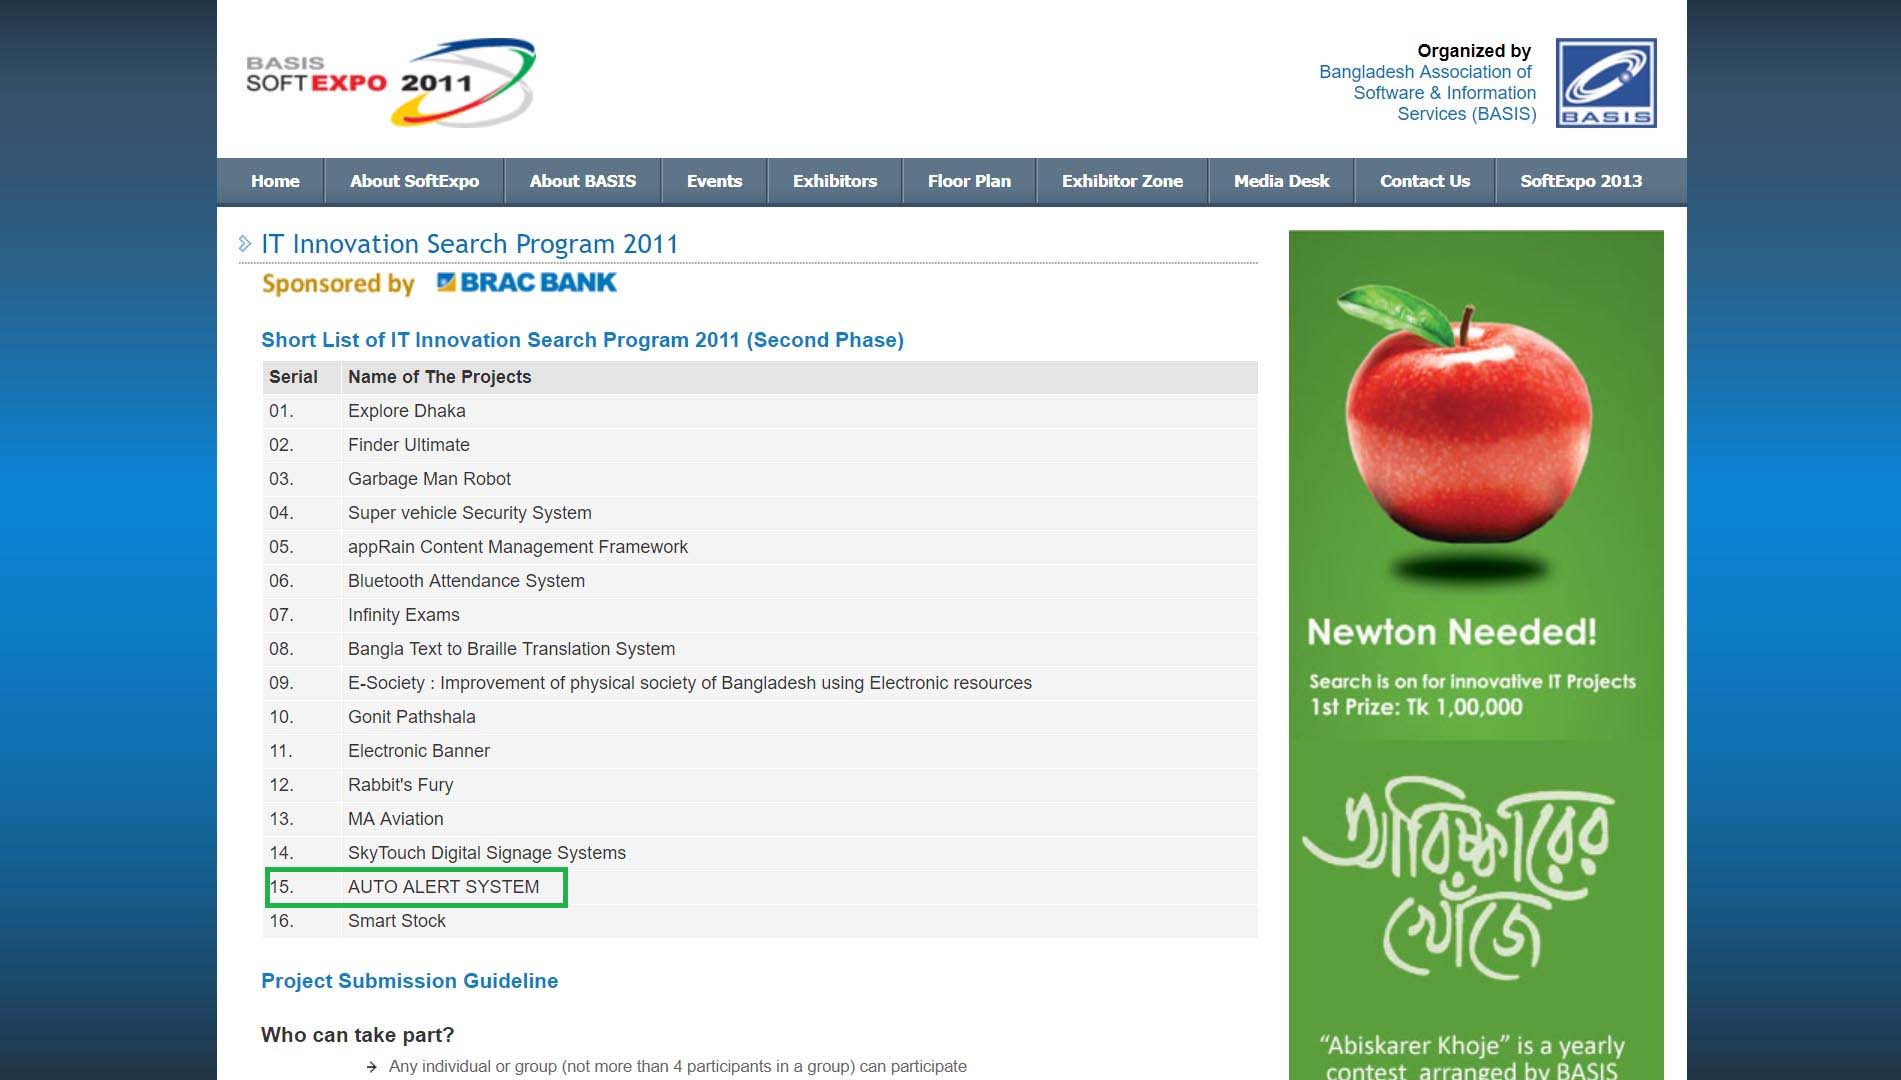 BASIS
SOFTEXPO 2011
Organized by
Bangladesh Association of
Software & Information
Services (BASIS)
BASIS
Home About SoftExpo About BASIS Events Exhibitors Floor Plan Exhibitor Zone Media Desk Contact Us SoftExpo 2013
IT Innovation Search Program 2011
Sponsored by BRAC BANK
Short List of IT Innovation Search Program 2011 (Second Phase)
Serial Name of The Projects
01. Explore Dhaka
02. Finder Ultimate
03. Garbage Man Robot
04. Super vehicle Security System
05. appRain Content Management Framework
06. Bluetooth Attendance System
07. Infinity Exams
08. Bangla Text to Braille Translation System
09. E-Society : Improvement of physical society of Bangladesh using Electronic resources
10. Gonit Pathshala
11. Electronic Banner
12. Rabbit's Fury
13. MA Aviation
14. SkyTouch Digital Signage Systems
15. AUTO ALERT SYSTEM
16. Smart Stock
Project Submission Guideline
Who can take part?
Any individual or group (not more than 4 participants in a group) can participate
Newton Needed!
Search is on for innovative IT Projects
1st Prize: Tk 1,00,000
আবিষ্কারের
খোঁজে
“Abiskarer Khoje” is a yearly
contest, arranged by BASIS